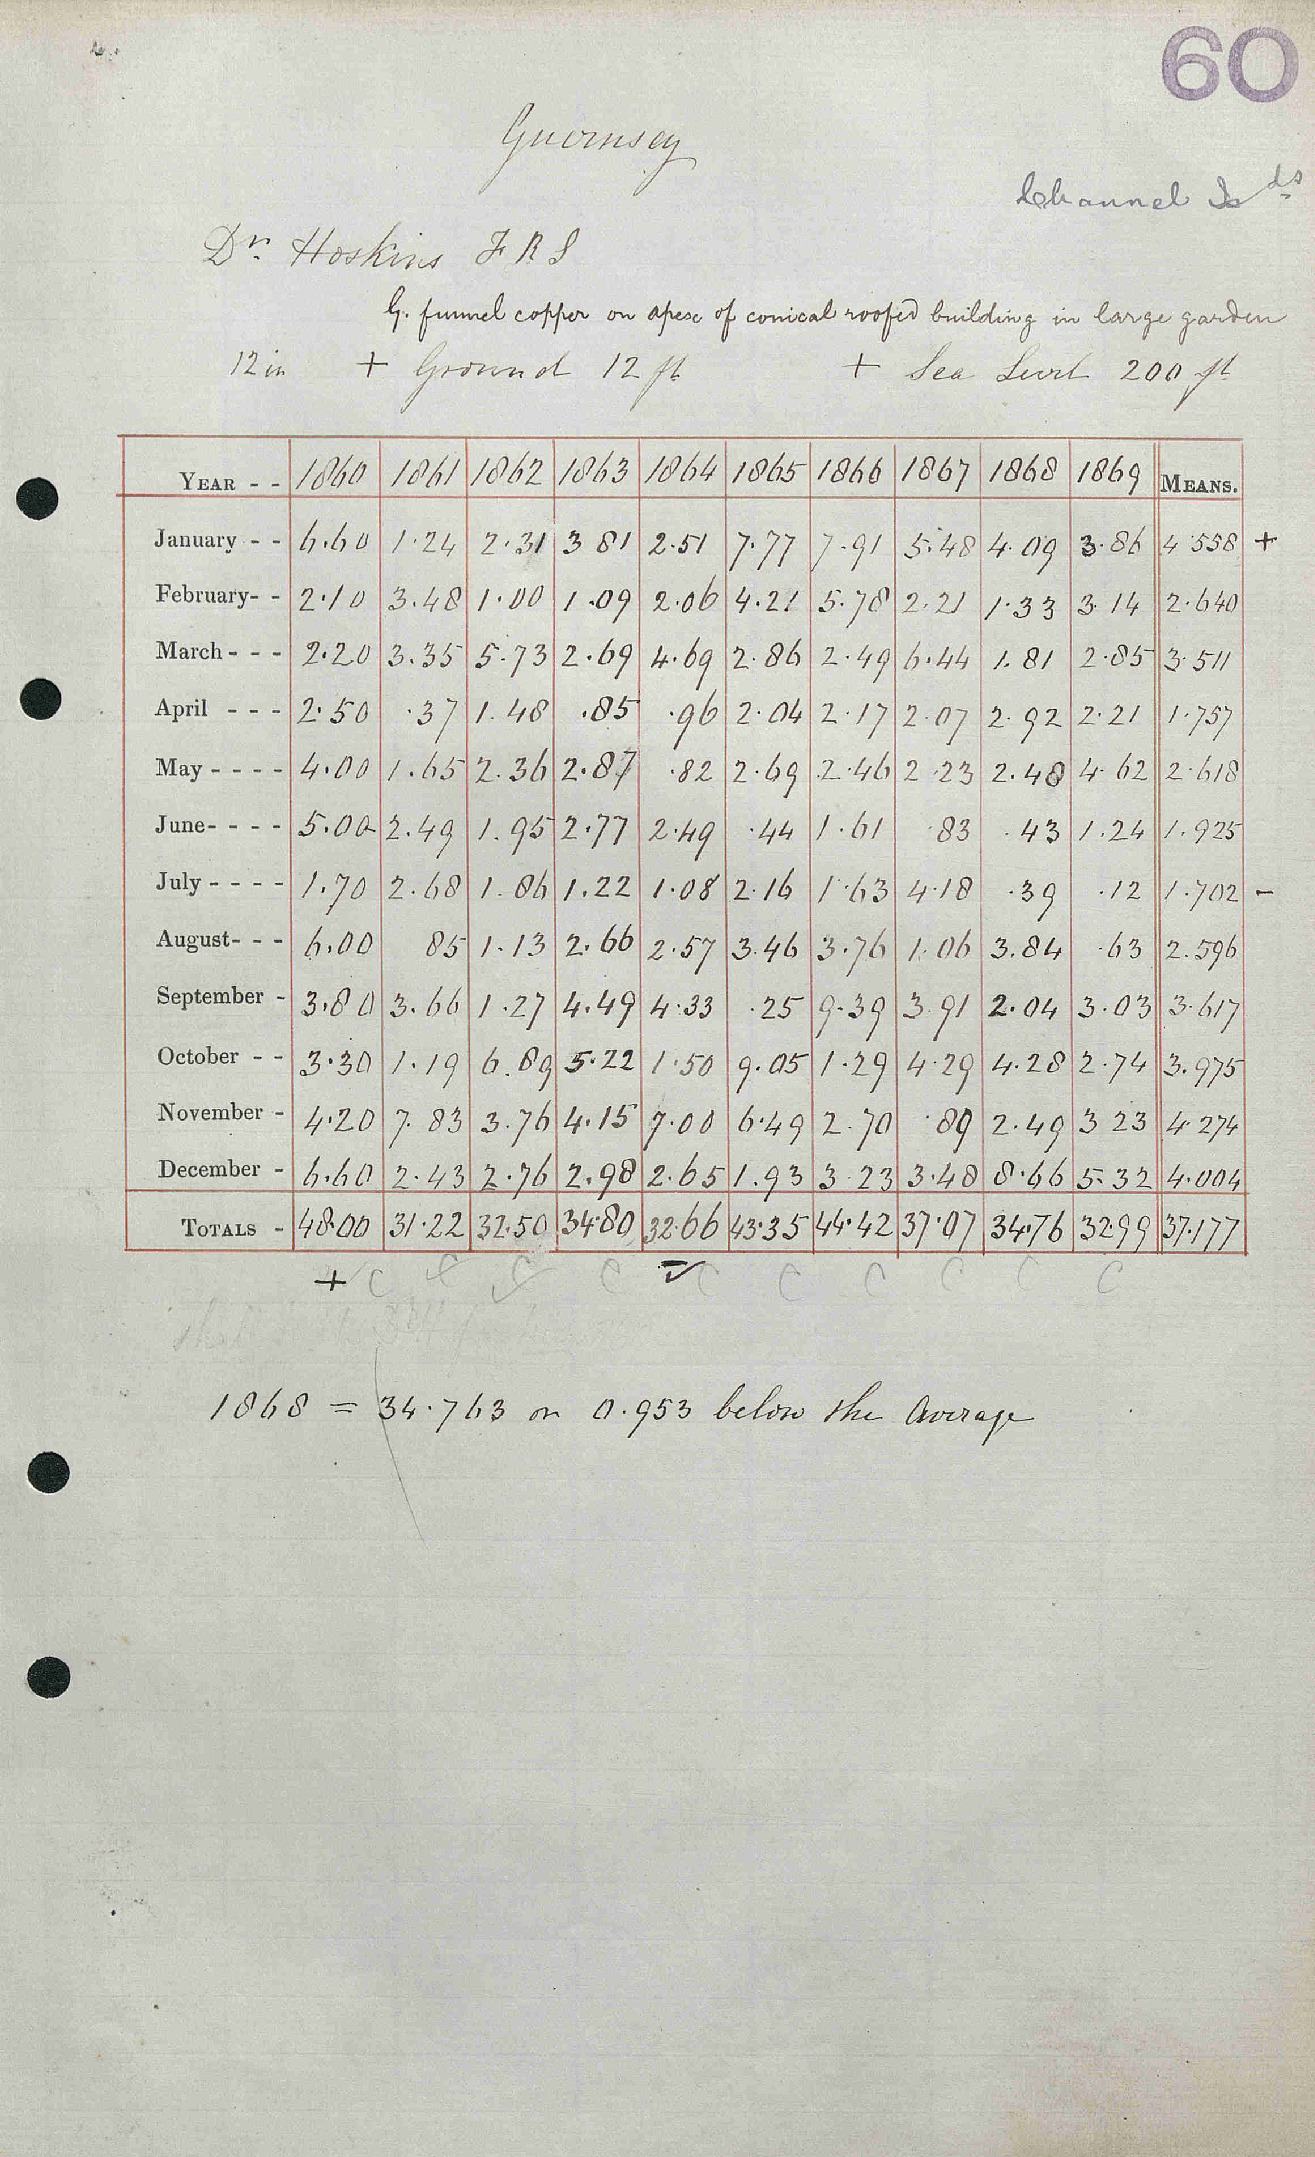 60
Guernsey
Channel Is ds
Dr. Hoskins F R S
G. funnel copper on apex of conical roofed building in large garden
12 in + Ground 12 ft + Sea Level 200 ft
YEAR - - 1860 1861 1862 1863 1864 1865 1866 1867 1868 1869 MEANS.
January - - 6.60 1.24 2.31 3 81 2.51 7.77 7.91 5.48 4.09 3.86 4 558 +
February- - 2.10 3.48 1.00 1.09 2.06 4.21 5.78 2.21 1.33 3 14 2.640
March - - - 2.20 3.35 5.73 2.69 4.69 2.86 2.49 6.44 1.81 2.85 3.511
April - - - 2.50 .37 1.48 .85 .96 2.04 2.17 2.07 2.92 2.21 1.757
May - - - - 4.00 1.65 2.36 2.87 .82 2.69 2.46 2 23 2.48 4 62 2.618
June- - - - 5.00 2.49 1.95 2.77 2.49 .44 1.61 .83 .43 1.24 1.925
July - - - - 1.70 2.68 1.86 1.22 1.08 2.16 1.63 4.18 .39 .12 1.702 -
August- - - 6.00 85 1.13 2.66 2.57 3.46 3.76 1.06 3.84 .63 2.596
September - 3.80 3.66 1.27 4.49 4.33 .25 9.39 3.91 2.04 3.03 3.617
October - - 3.30 1.19 6.89 5.22 1.50 9.05 1.29 4.29 4.28 2.74 3.975
November - 4.20 7.83 3.76 4.15 7.00 6.49 2.70 .89 2.49 3 23 4.274
December - 6.60 2.43 2.76 2.98 2.65 1.93 3 23 3.48 8.66 5.32 4.004
TOTALS - 48.00 31.22 32.50 34.80 32.66 43.35 44.42 37.07 34.76 32.99 37.177
+ C C C C - C C C C C C
1868 = 34.763 or 0.953 below the Average